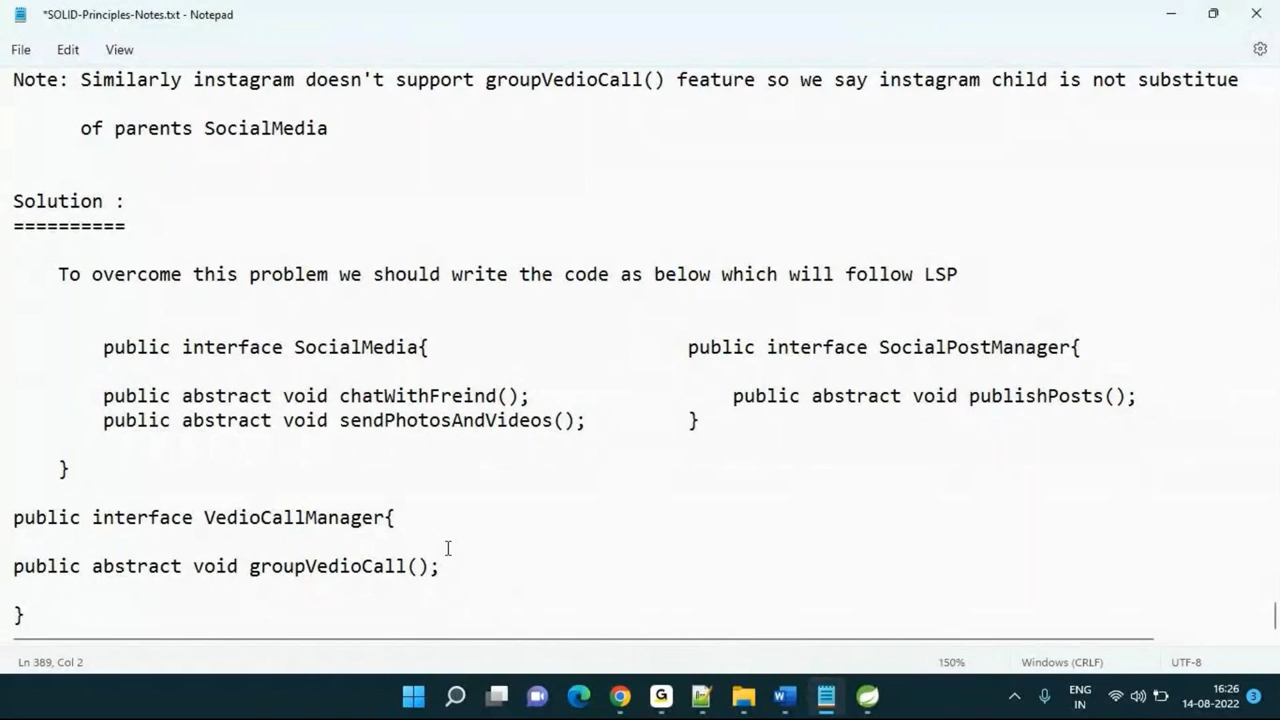 *SOLID-Principles-Notes.txt - Notepad
File Edit View
Note: Similarly instagram doesn't support groupVedioCall() feature so we say instagram child is not substitue
of parents SocialMedia
Solution :
==========
To overcome this problem we should write the code as below which will follow LSP
public interface SocialMedia{ public interface SocialPostManager{
public abstract void chatWithFreind(); public abstract void publishPosts();
public abstract void sendPhotosAndVideos(); }
}
public interface VedioCallManager{
public abstract void groupVedioCall();
}
Ln 389, Col 2 150% Windows (CRLF) UTF-8
ENG 16:26
IN 14-08-2022 3